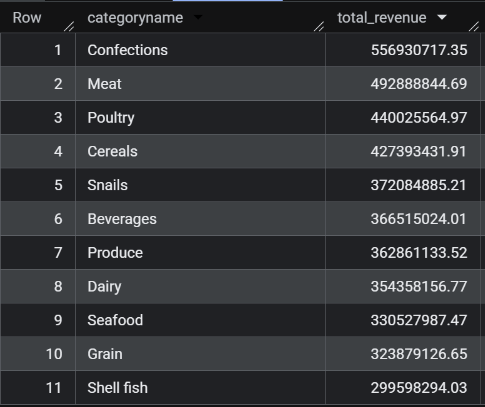 Row categoryname total_revenue
1 Confections 556930717.35
2 Meat 492888844.69
3 Poultry 440025564.97
4 Cereals 427393431.91
5 Snails 372084885.21
6 Beverages 366515024.01
7 Produce 362861133.52
8 Dairy 354358156.77
9 Seafood 330527987.47
10 Grain 323879126.65
11 Shell fish 299598294.03